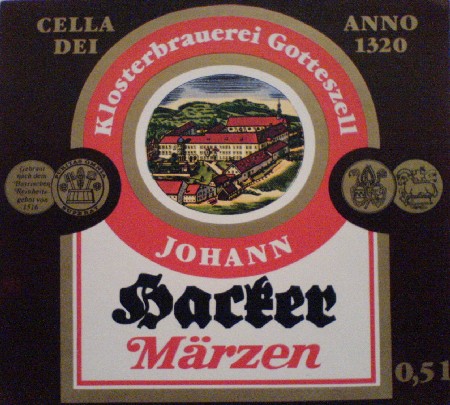 CELLA
DEI
ANNO
1320
Klosterbrauerei Gotteszell
Gebraut
nach dem
Bayrischen
Reinheits
gebot von
1516
JOHANN
Hacker
Märzen
0,5 l